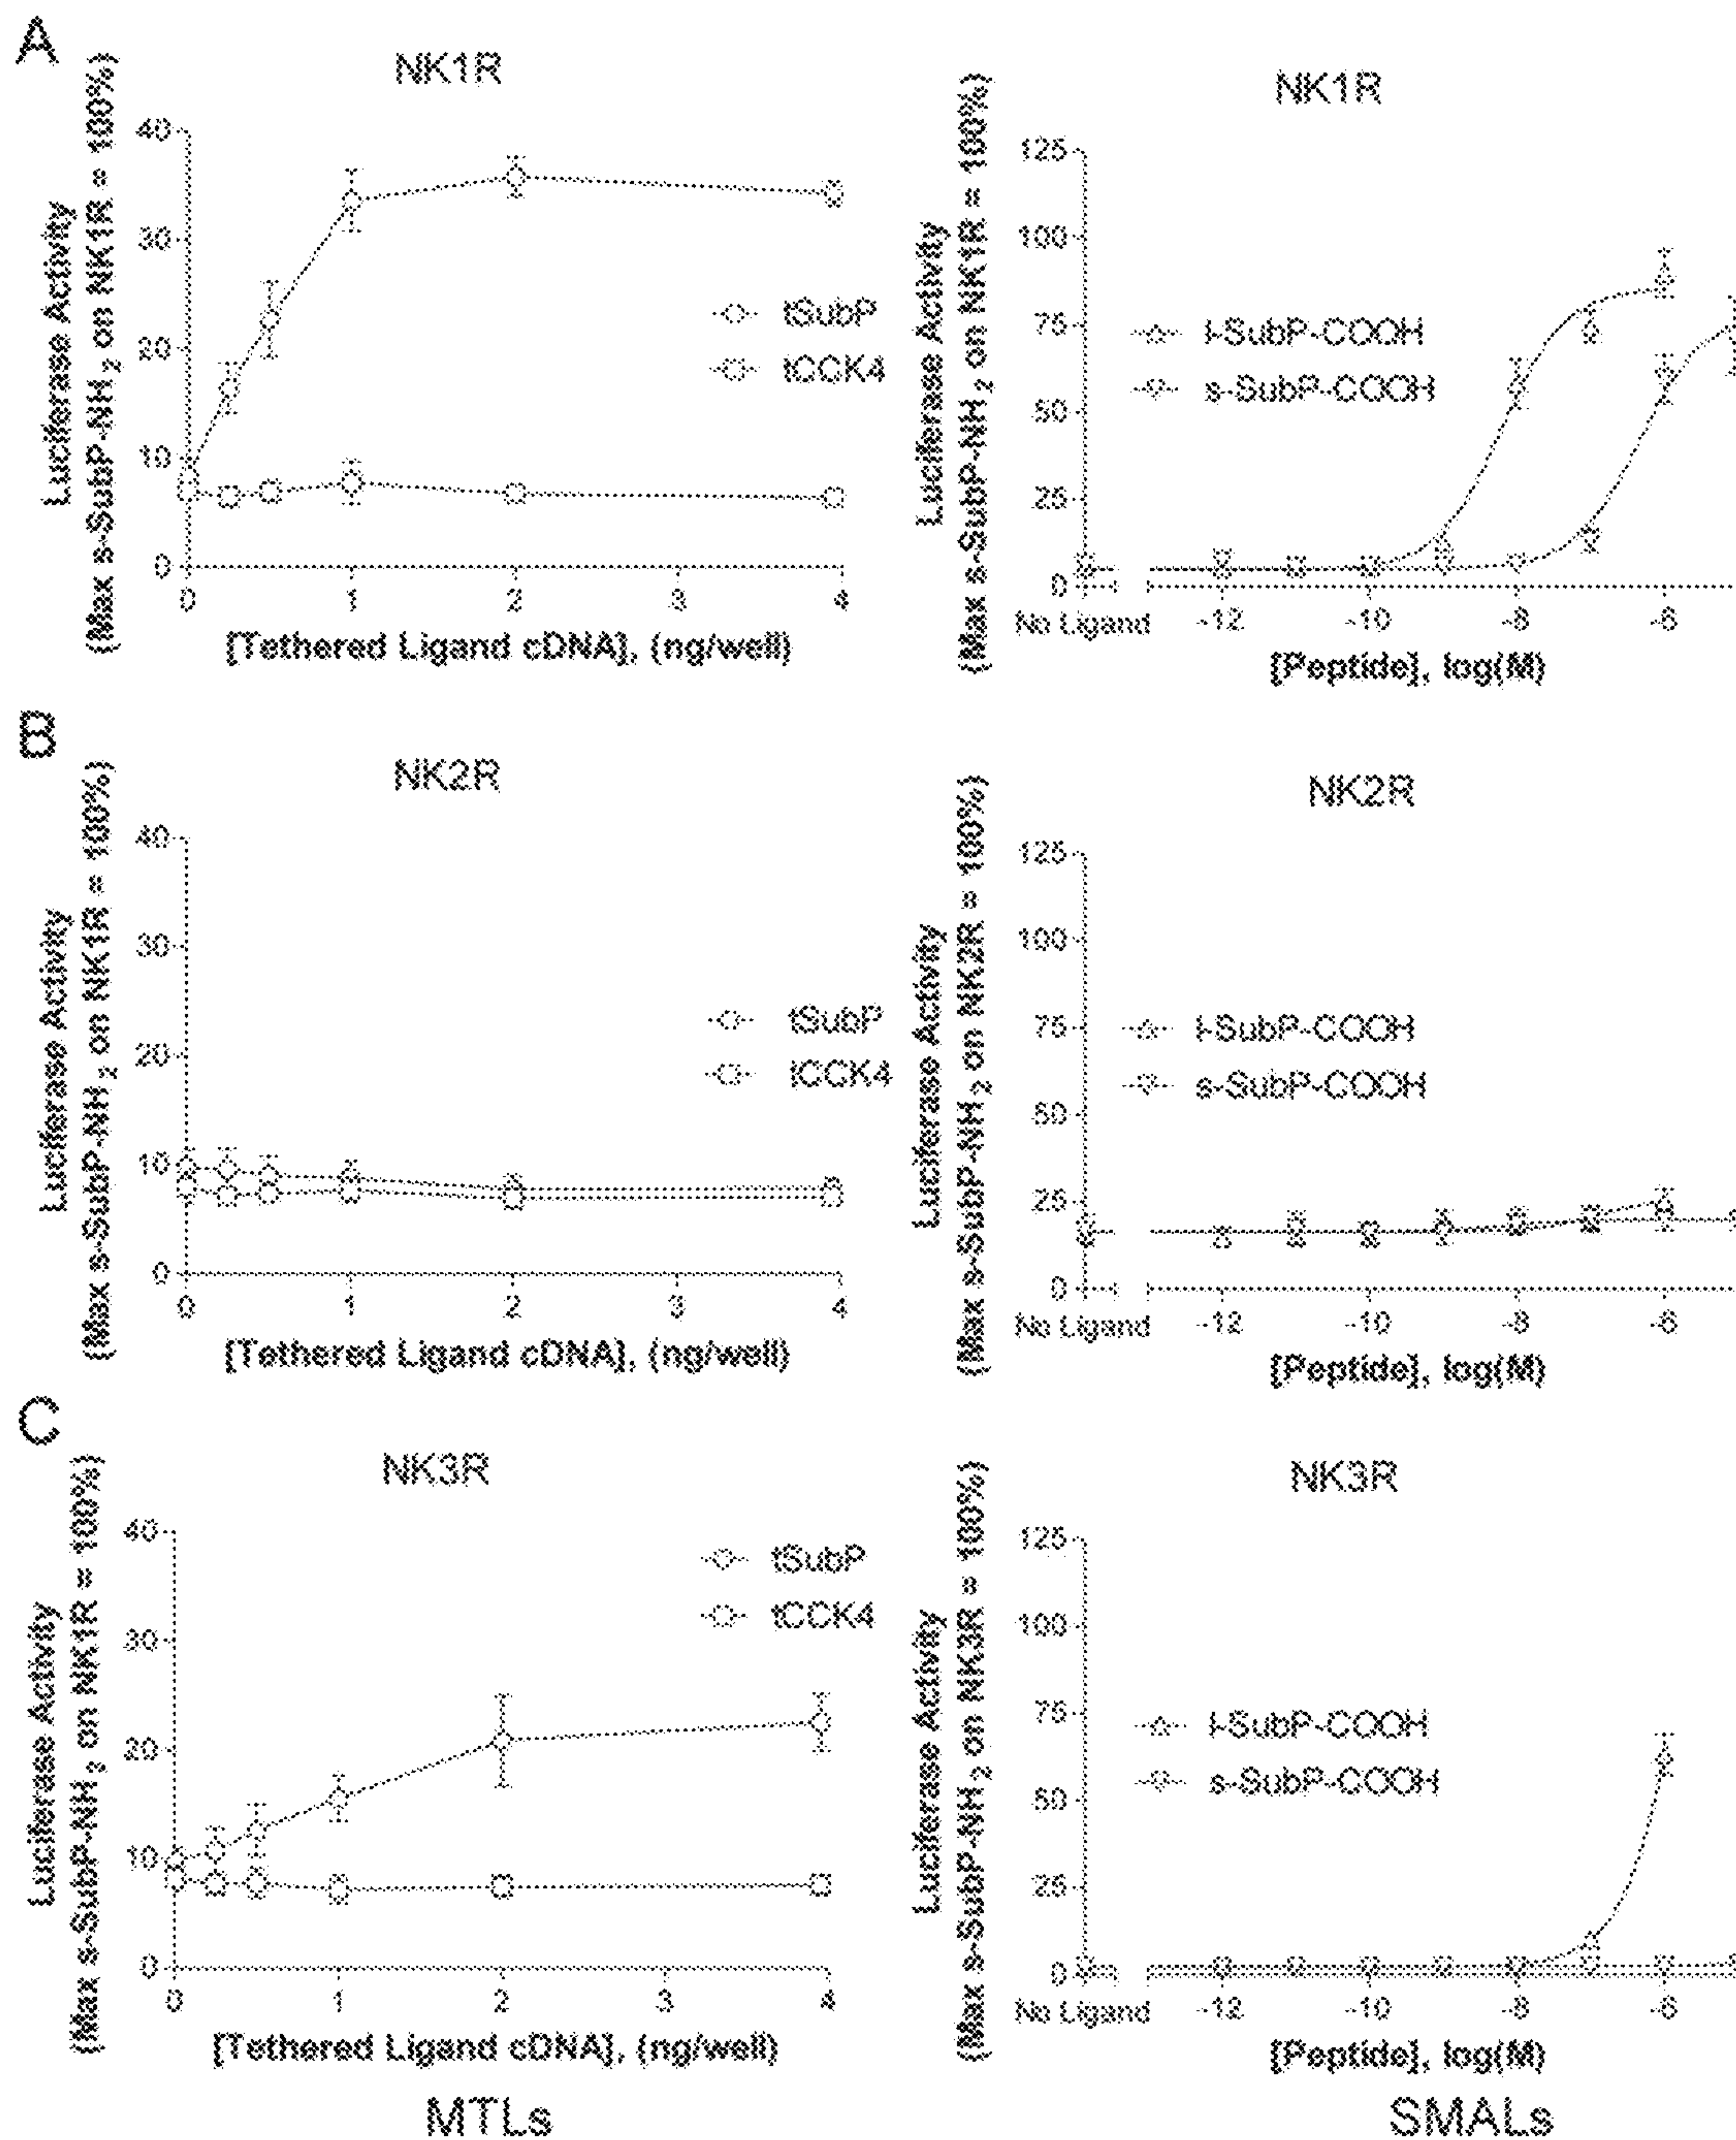 A
NK1R
Luciferase Activity
(Max s-SubP-NH2 on NK1R = 100%)
40
30
20
10
0
0 1 2 3 4
[Tethered Ligand cDNA], (ng/well)
tSubP
tCCK4
NK1R
Luciferase Activity
(Max s-SubP-NH2 on NK1R = 100%)
125
100
75
50
25
0
No Ligand -12 -10 -8 -6
[Peptide], log(M)
l-SubP-COOH
s-SubP-COOH
B
NK2R
Luciferase Activity
(Max s-SubP-NH2 on NK1R = 100%)
40
30
20
10
0
0 1 2 3 4
[Tethered Ligand cDNA], (ng/well)
tSubP
tCCK4
NK2R
Luciferase Activity
(Max s-SubP-NH2 on NK2R = 100%)
125
100
75
50
25
0
No Ligand -12 -10 -8 -6
[Peptide], log(M)
l-SubP-COOH
s-SubP-COOH
C
NK3R
Luciferase Activity
(Max s-SubP-NH2 on NK1R = 100%)
40
30
20
10
0
0 1 2 3 4
[Tethered Ligand cDNA], (ng/well)
tSubP
tCCK4
NK3R
Luciferase Activity
(Max s-SubP-NH2 on NK3R = 100%)
125
100
75
50
25
0
No Ligand -12 -10 -8 -6
[Peptide], log(M)
l-SubP-COOH
s-SubP-COOH
MTLs
SMALs